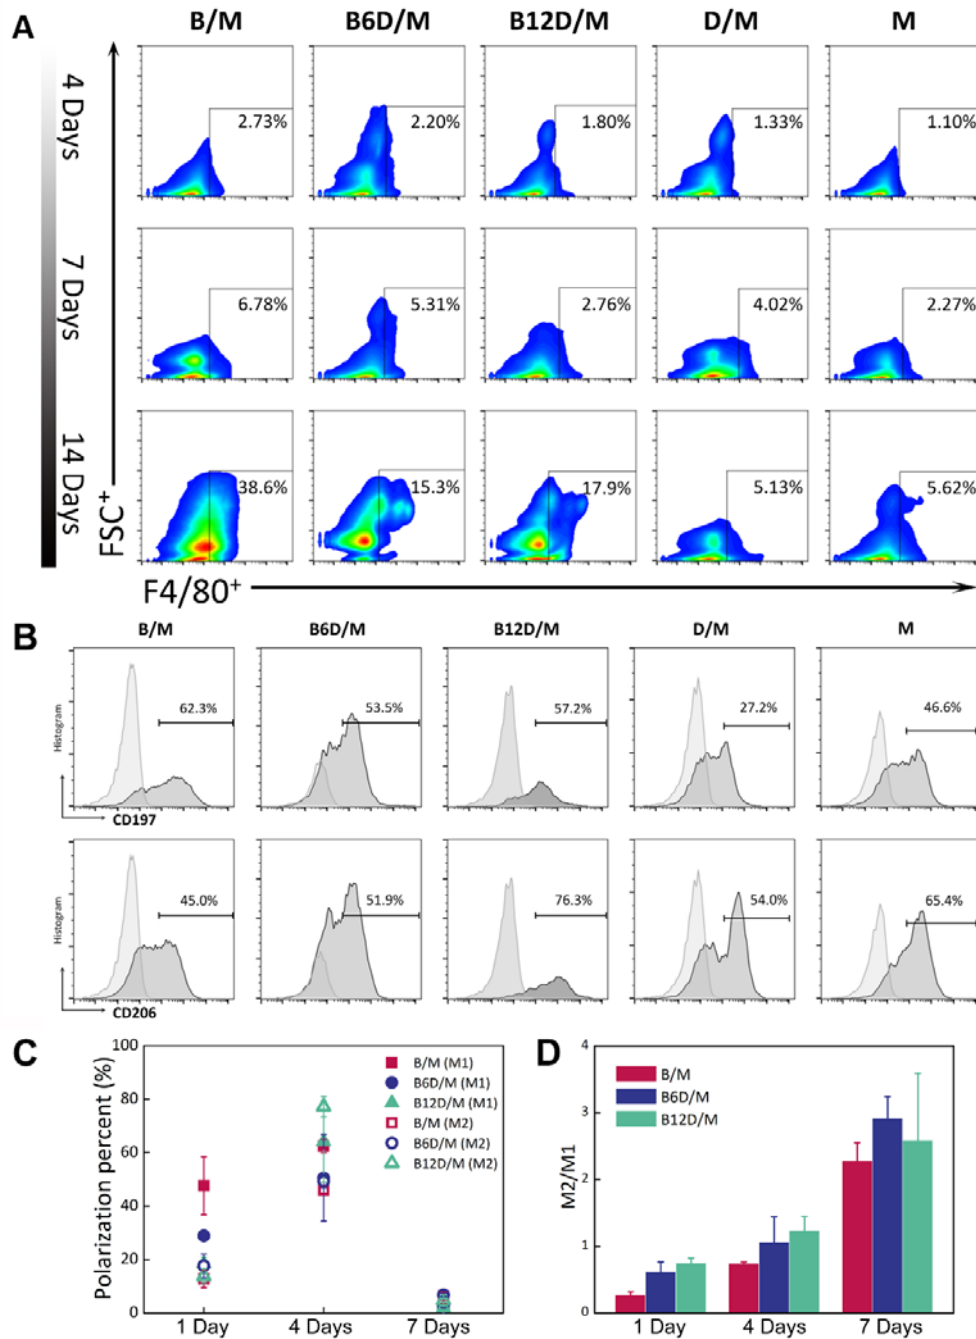 A
B/M B6D/M B12D/M D/M M
4 Days
2.73% 2.20% 1.80% 1.33% 1.10%
7 Days
6.78% 5.31% 2.76% 4.02% 2.27%
14 Days
38.6% 15.3% 17.9% 5.13% 5.62%
FSC+
F4/80+
B
B/M B6D/M B12D/M D/M M
Histogram
62.3% 53.5% 57.2% 27.2% 46.6%
CD197
Histogram
45.0% 51.9% 76.3% 54.0% 65.4%
CD206
C
Polarization percent (%)
100
80
60
40
20
0
B/M (M1)
B6D/M (M1)
B12D/M (M1)
B/M (M2)
B6D/M (M2)
B12D/M (M2)
1 Day 4 Days 7 Days
D
M2/M1
4
3
2
1
0
B/M
B6D/M
B12D/M
1 Day 4 Days 7 Days